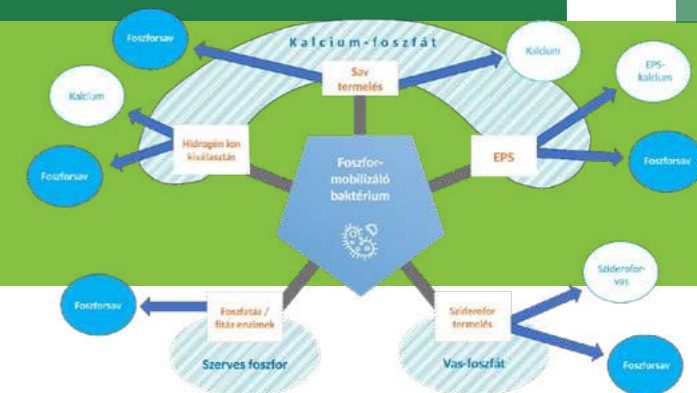 Foszforsav
Kalcium-foszfát
Kalcium
Sav
termelés
EPS-
kalcium
Kalcium
Hidrogén ion
kiválasztás
Foszfor-
mobilizáló
baktérium
EPS
Foszforsav
Foszforsav
Sziderofor-
vas
Foszforsav
Foszfatáz /
fitáz enzimek
Sziderofor
termelés
Szerves foszfor
Vas-foszfát
Foszforsav